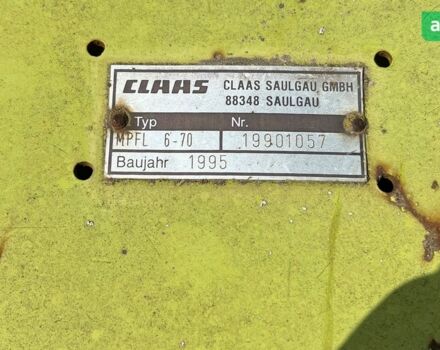 CLAAS CLAAS SAULGAU GMBH
88348 SAULGAU
Typ Nr.
MPFL 6-70 19901057
Baujahr 1995
a